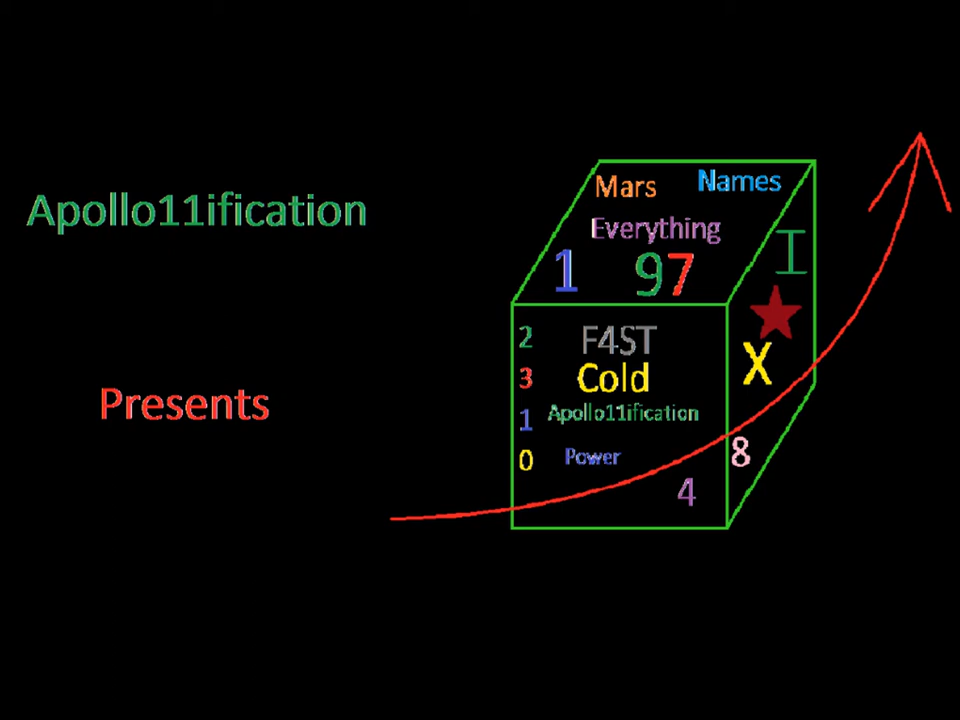 Apollo11ification
Presents
Mars Names
Everything
1 97
I
X
8
2 F4ST
3 Cold
1 Apollo11ification
0 Power
4